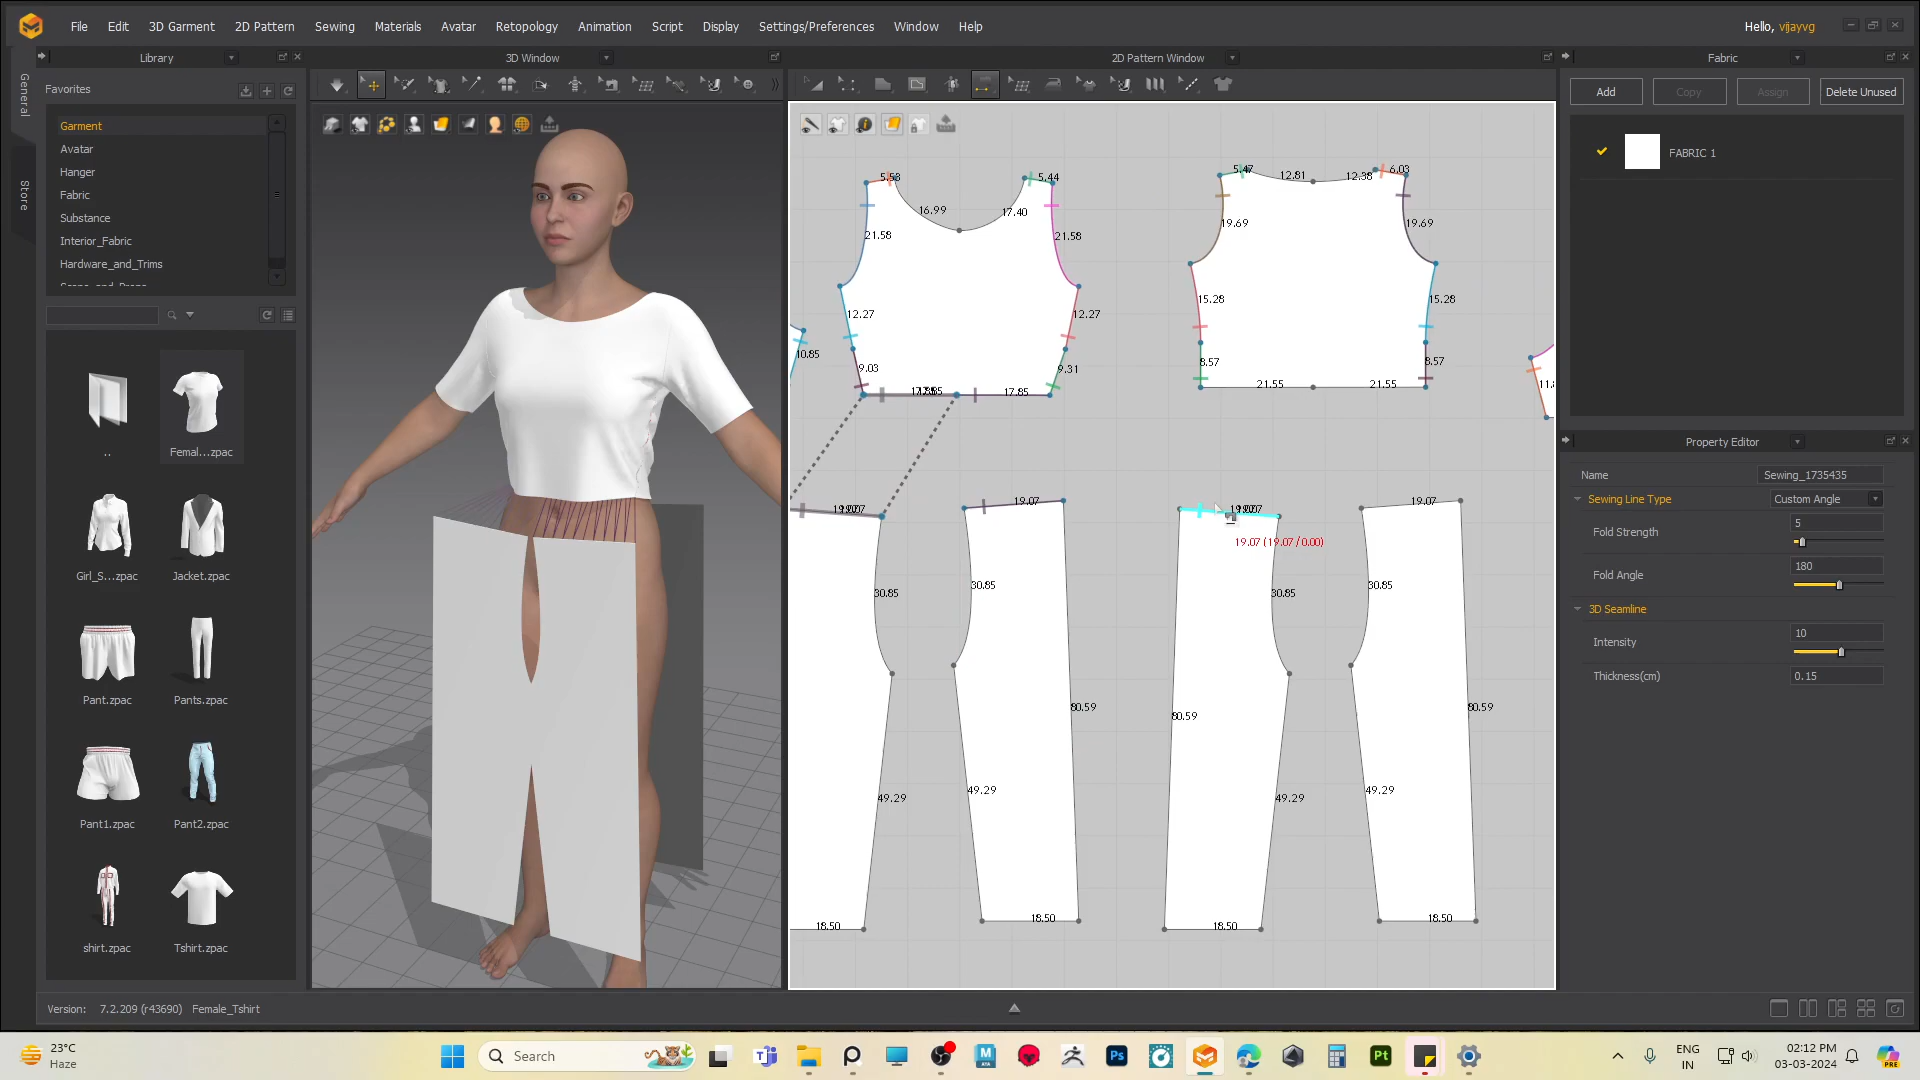 File Edit 3D Garment 2D Pattern Sewing Materials Avatar Retopology Animation Script Display Settings/Preferences Window Help
Hello, vijayvg
Library
3D Window
2D Pattern Window
Fabric
General
Store
Favorites
Garment
Avatar
Hanger
Fabric
Substance
Interior_Fabric
Hardware_and_Trims
..
Femal...zpac
Girl_S...zpac
Jacket.zpac
Pant.zpac
Pants.zpac
Pant1.zpac
Pant2.zpac
shirt.zpac
Tshirt.zpac
5.53
5.44
16.99
17.40
21.58
21.58
12.27
12.27
10.85
9.03
9.31
17.85
5.47
12.81
12.38
6.03
19.69
19.69
15.28
15.28
8.57
8.57
21.55
21.55
19.07
19.07
19.07 (19.07 / 0.00)
30.85
30.85
30.85
30.85
80.59
80.59
80.59
49.29
49.29
49.29
49.29
18.50
18.50
18.50
18.50
Add Copy Assign Delete Unused
FABRIC 1
Property Editor
Name Sewing_1735435
Sewing Line Type Custom Angle
Fold Strength 5
Fold Angle 180
3D Seamline
Intensity 10
Thickness(cm) 0.15
Version: 7.2.209 (r43690) Female_Tshirt
23°C
Haze
Search
ENG
IN
02:12 PM
03-03-2024